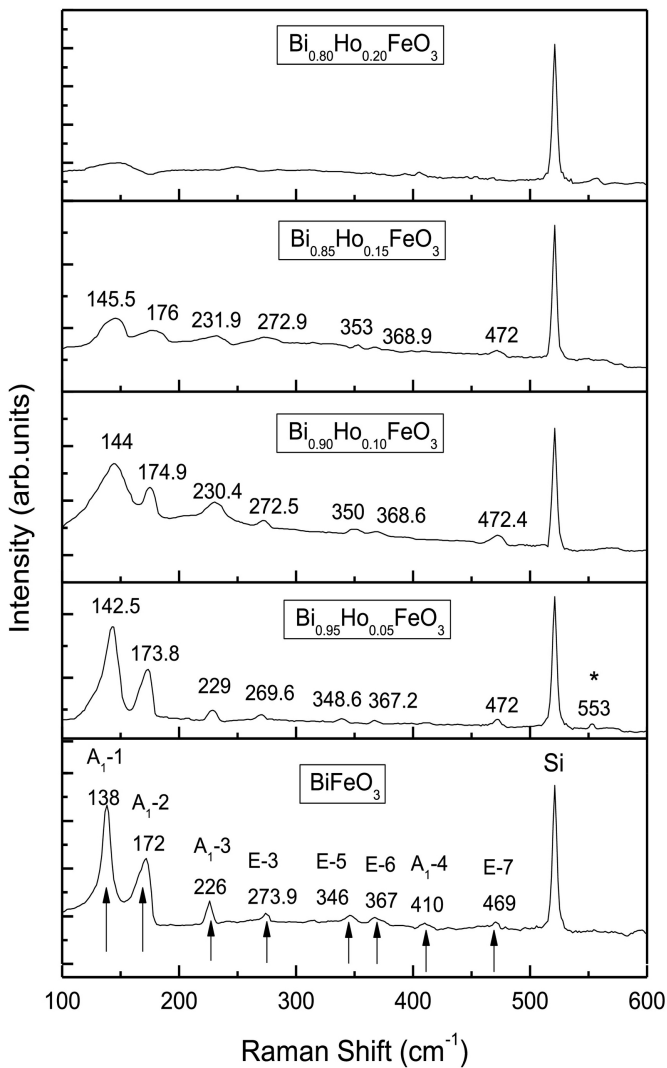 Bi0.80Ho0.20FeO3
Bi0.85Ho0.15FeO3
145.5 176 231.9 272.9 353 368.9 472
Bi0.90Ho0.10FeO3
144 174.9 230.4 272.5 350 368.6 472.4
Bi0.95Ho0.05FeO3
142.5 173.8 229 269.6 348.6 367.2 472 553
*
BiFeO3
Si
A1-1 A1-2 A1-3 E-3 E-5 E-6 A1-4 E-7
138 172 226 273.9 346 367 410 469
100 200 300 400 500 600
Raman Shift (cm-1)
Intensity (arb.units)